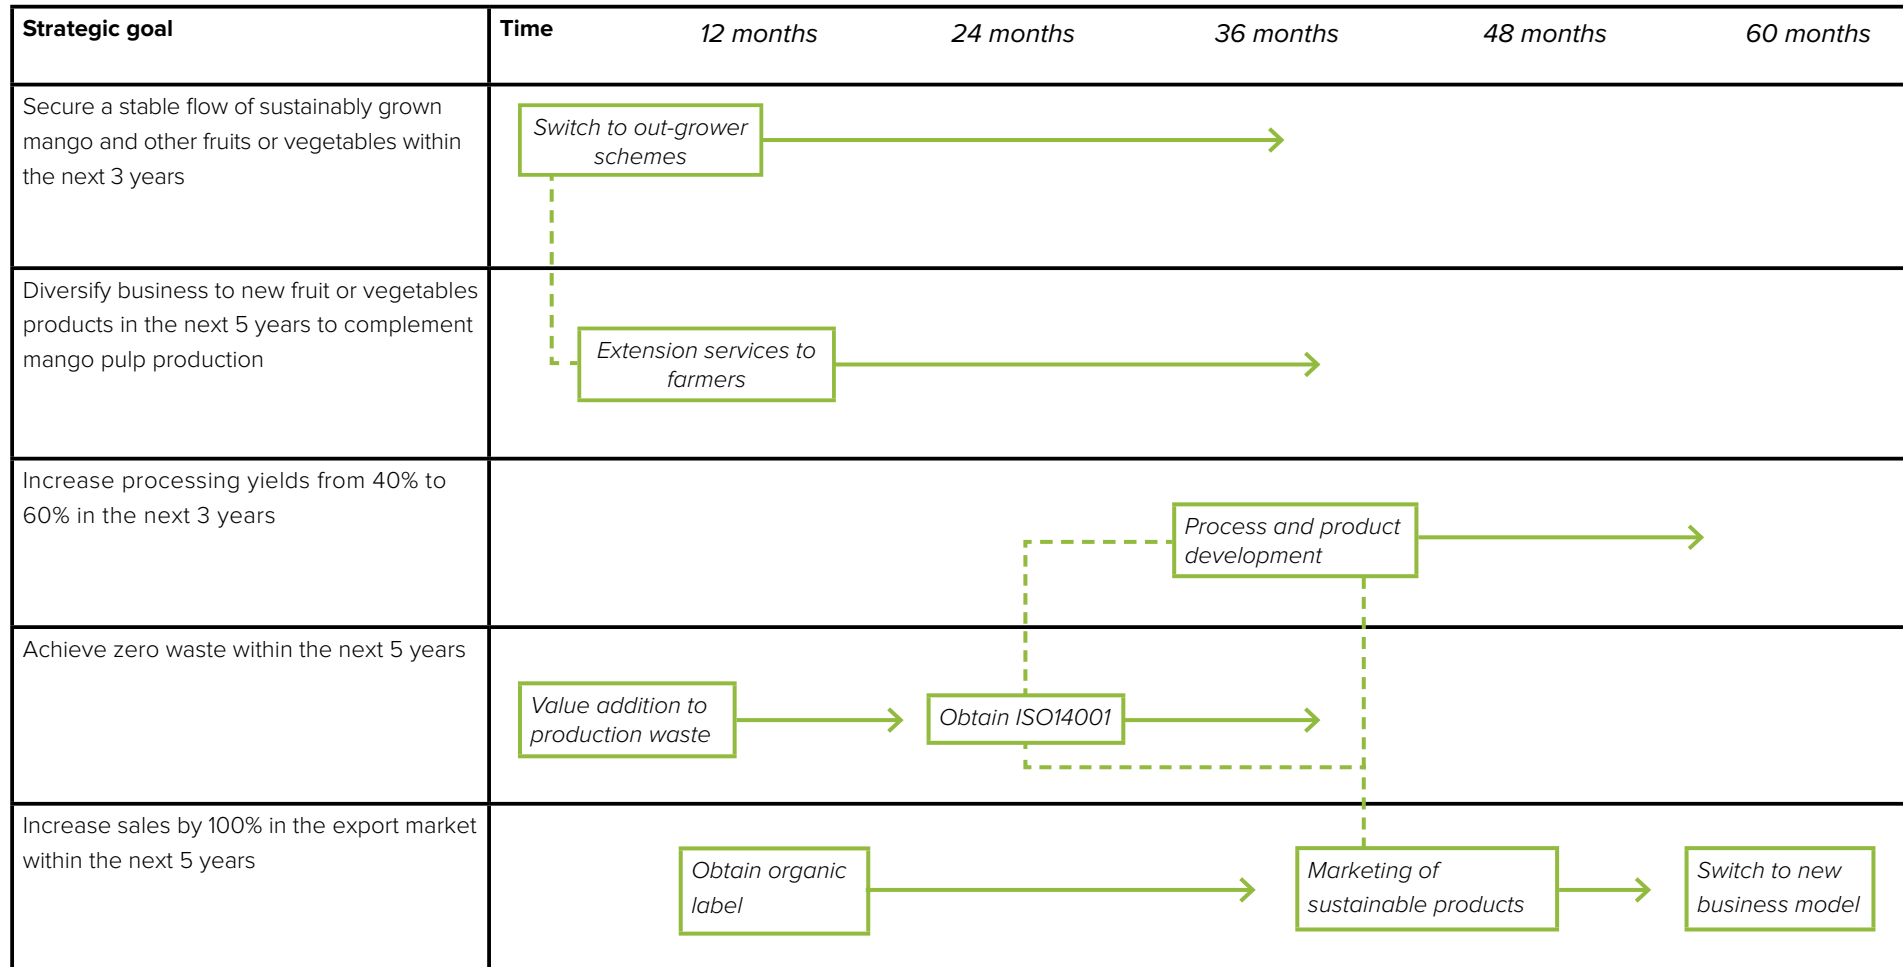 Strategic goal
Time
12 months
24 months
36 months
48 months
60 months
Secure a stable flow of sustainably grown
mango and other fruits or vegetables within
the next 3 years
Switch to out-grower
schemes
Diversify business to new fruit or vegetables
products in the next 5 years to complement
mango pulp production
Extension services to
farmers
Increase processing yields from 40% to
60% in the next 3 years
Process and product
development
Achieve zero waste within the next 5 years
Value addition to
production waste
Obtain ISO14001
Increase sales by 100% in the export market
within the next 5 years
Obtain organic
label
Marketing of
sustainable products
Switch to new
business model